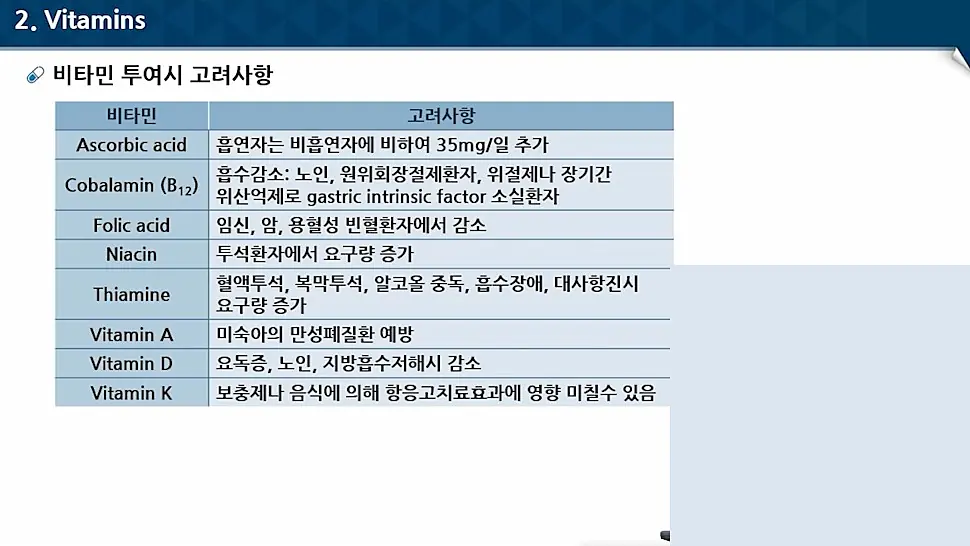 2. Vitamins
비타민 투여시 고려사항
비타민 고려사항
Ascorbic acid 흡연자는 비흡연자에 비하여 35mg/일 추가
Cobalamin (B12) 흡수감소: 노인, 원위회장절제환자, 위절제나 장기간
위산억제로 gastric intrinsic factor 소실환자
Folic acid 임신, 암, 용혈성 빈혈환자에서 감소
Niacin 투석환자에서 요구량 증가
Thiamine 혈액투석, 복막투석, 알코올 중독, 흡수장애, 대사항진시
요구량 증가
Vitamin A 미숙아의 만성폐질환 예방
Vitamin D 요독증, 노인, 지방흡수저해시 감소
Vitamin K 보충제나 음식에 의해 항응고치료효과에 영향 미칠수 있음